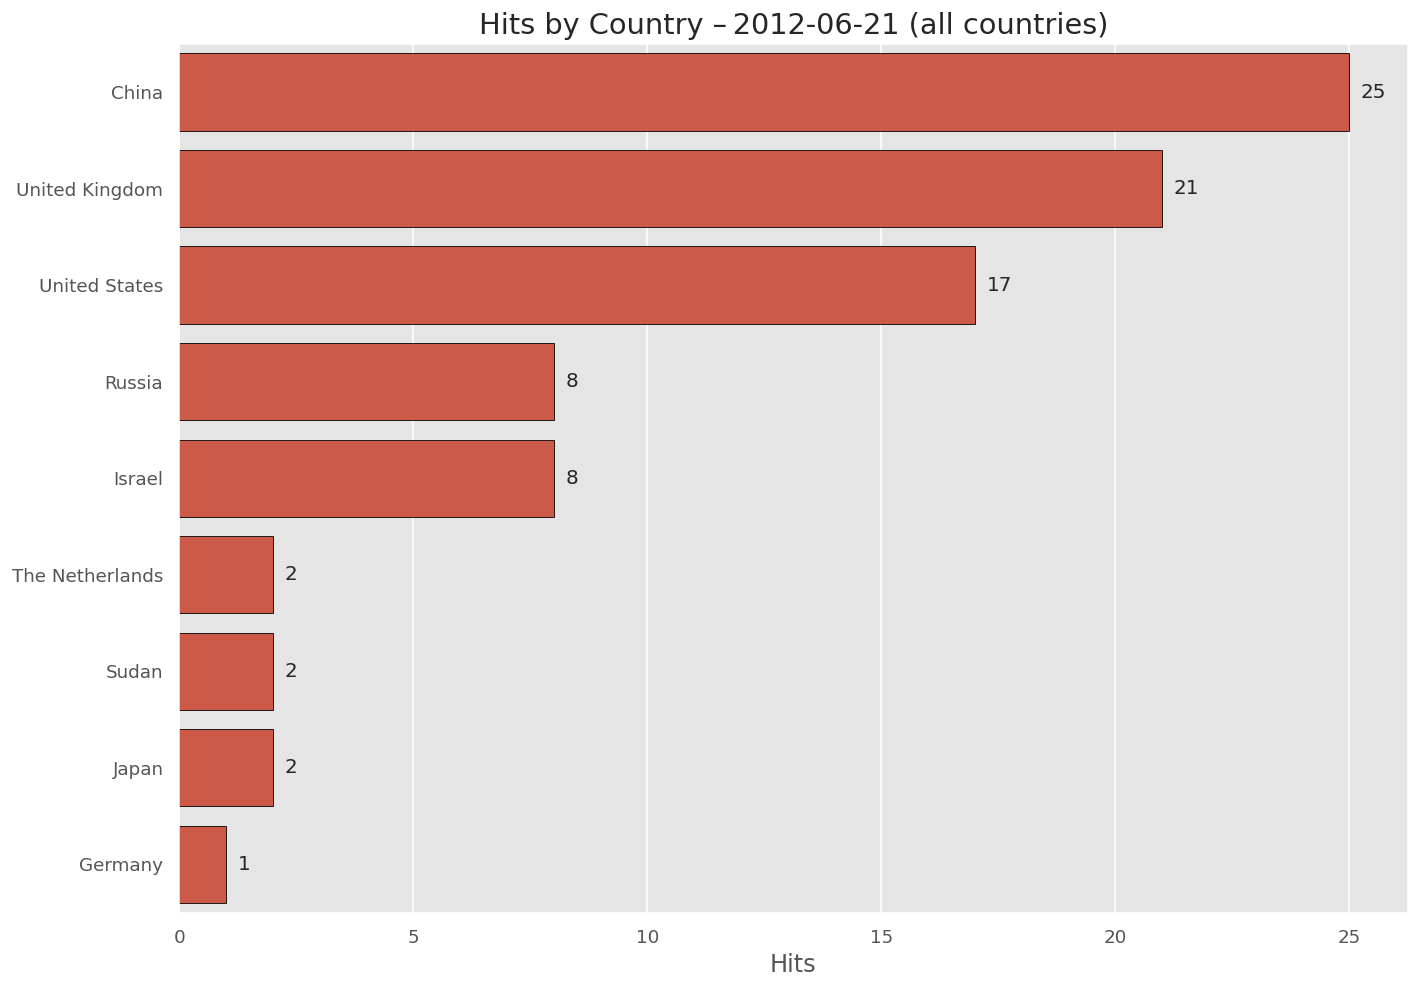 Hits by Country – 2012-06-21 (all countries)
China 25
United Kingdom 21
United States 17
Russia 8
Israel 8
The Netherlands 2
Sudan 2
Japan 2
Germany 1
0 5 10 15 20 25
Hits